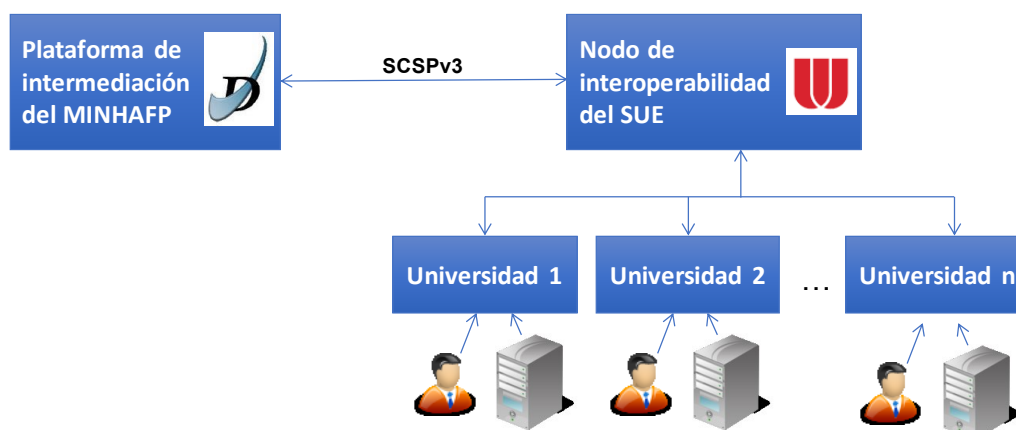 Plataforma de
intermediación
del MINHAFP
D
SCSPv3
Nodo de
interoperabilidad
del SUE
Universidad 1
Universidad 2
...
Universidad n